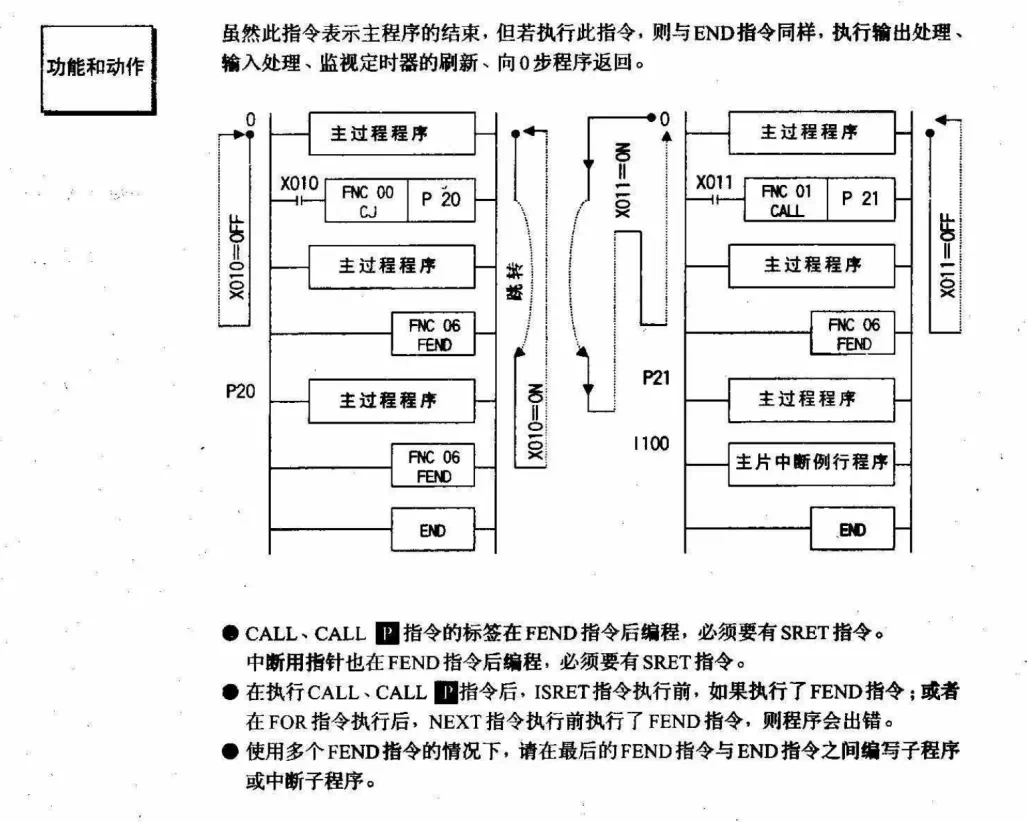 功能和动作
虽然此指令表示主程序的结束，但若执行此指令，则与END指令同样，执行输出处理、
输入处理、监视定时器的刷新、向0步程序返回。
0
主过程程序
X010
FNC 00
CJ
P 20
主过程程序
FNC 06
FEND
P20
主过程程序
FNC 06
FEND
END
X010=OFF
跳转
X010=ON
0
主过程程序
X011
FNC 01
CALL
P 21
主过程程序
FNC 06
FEND
P21
主过程程序
I100
主片中断例行程序
END
X011=ON
X011=OFF
● CALL、CALL P 指令的标签在FEND指令后编程，必须要有SRET指令。
中断用指针也在FEND指令后编程，必须要有SRET指令。
● 在执行CALL、CALL P指令后，ISRET指令执行前，如果执行了FEND指令；或者
在FOR指令执行后，NEXT指令执行前执行了FEND指令，则程序会出错。
● 使用多个FEND指令的情况下，请在最后的FEND指令与END指令之间编写子程序
或中断子程序。